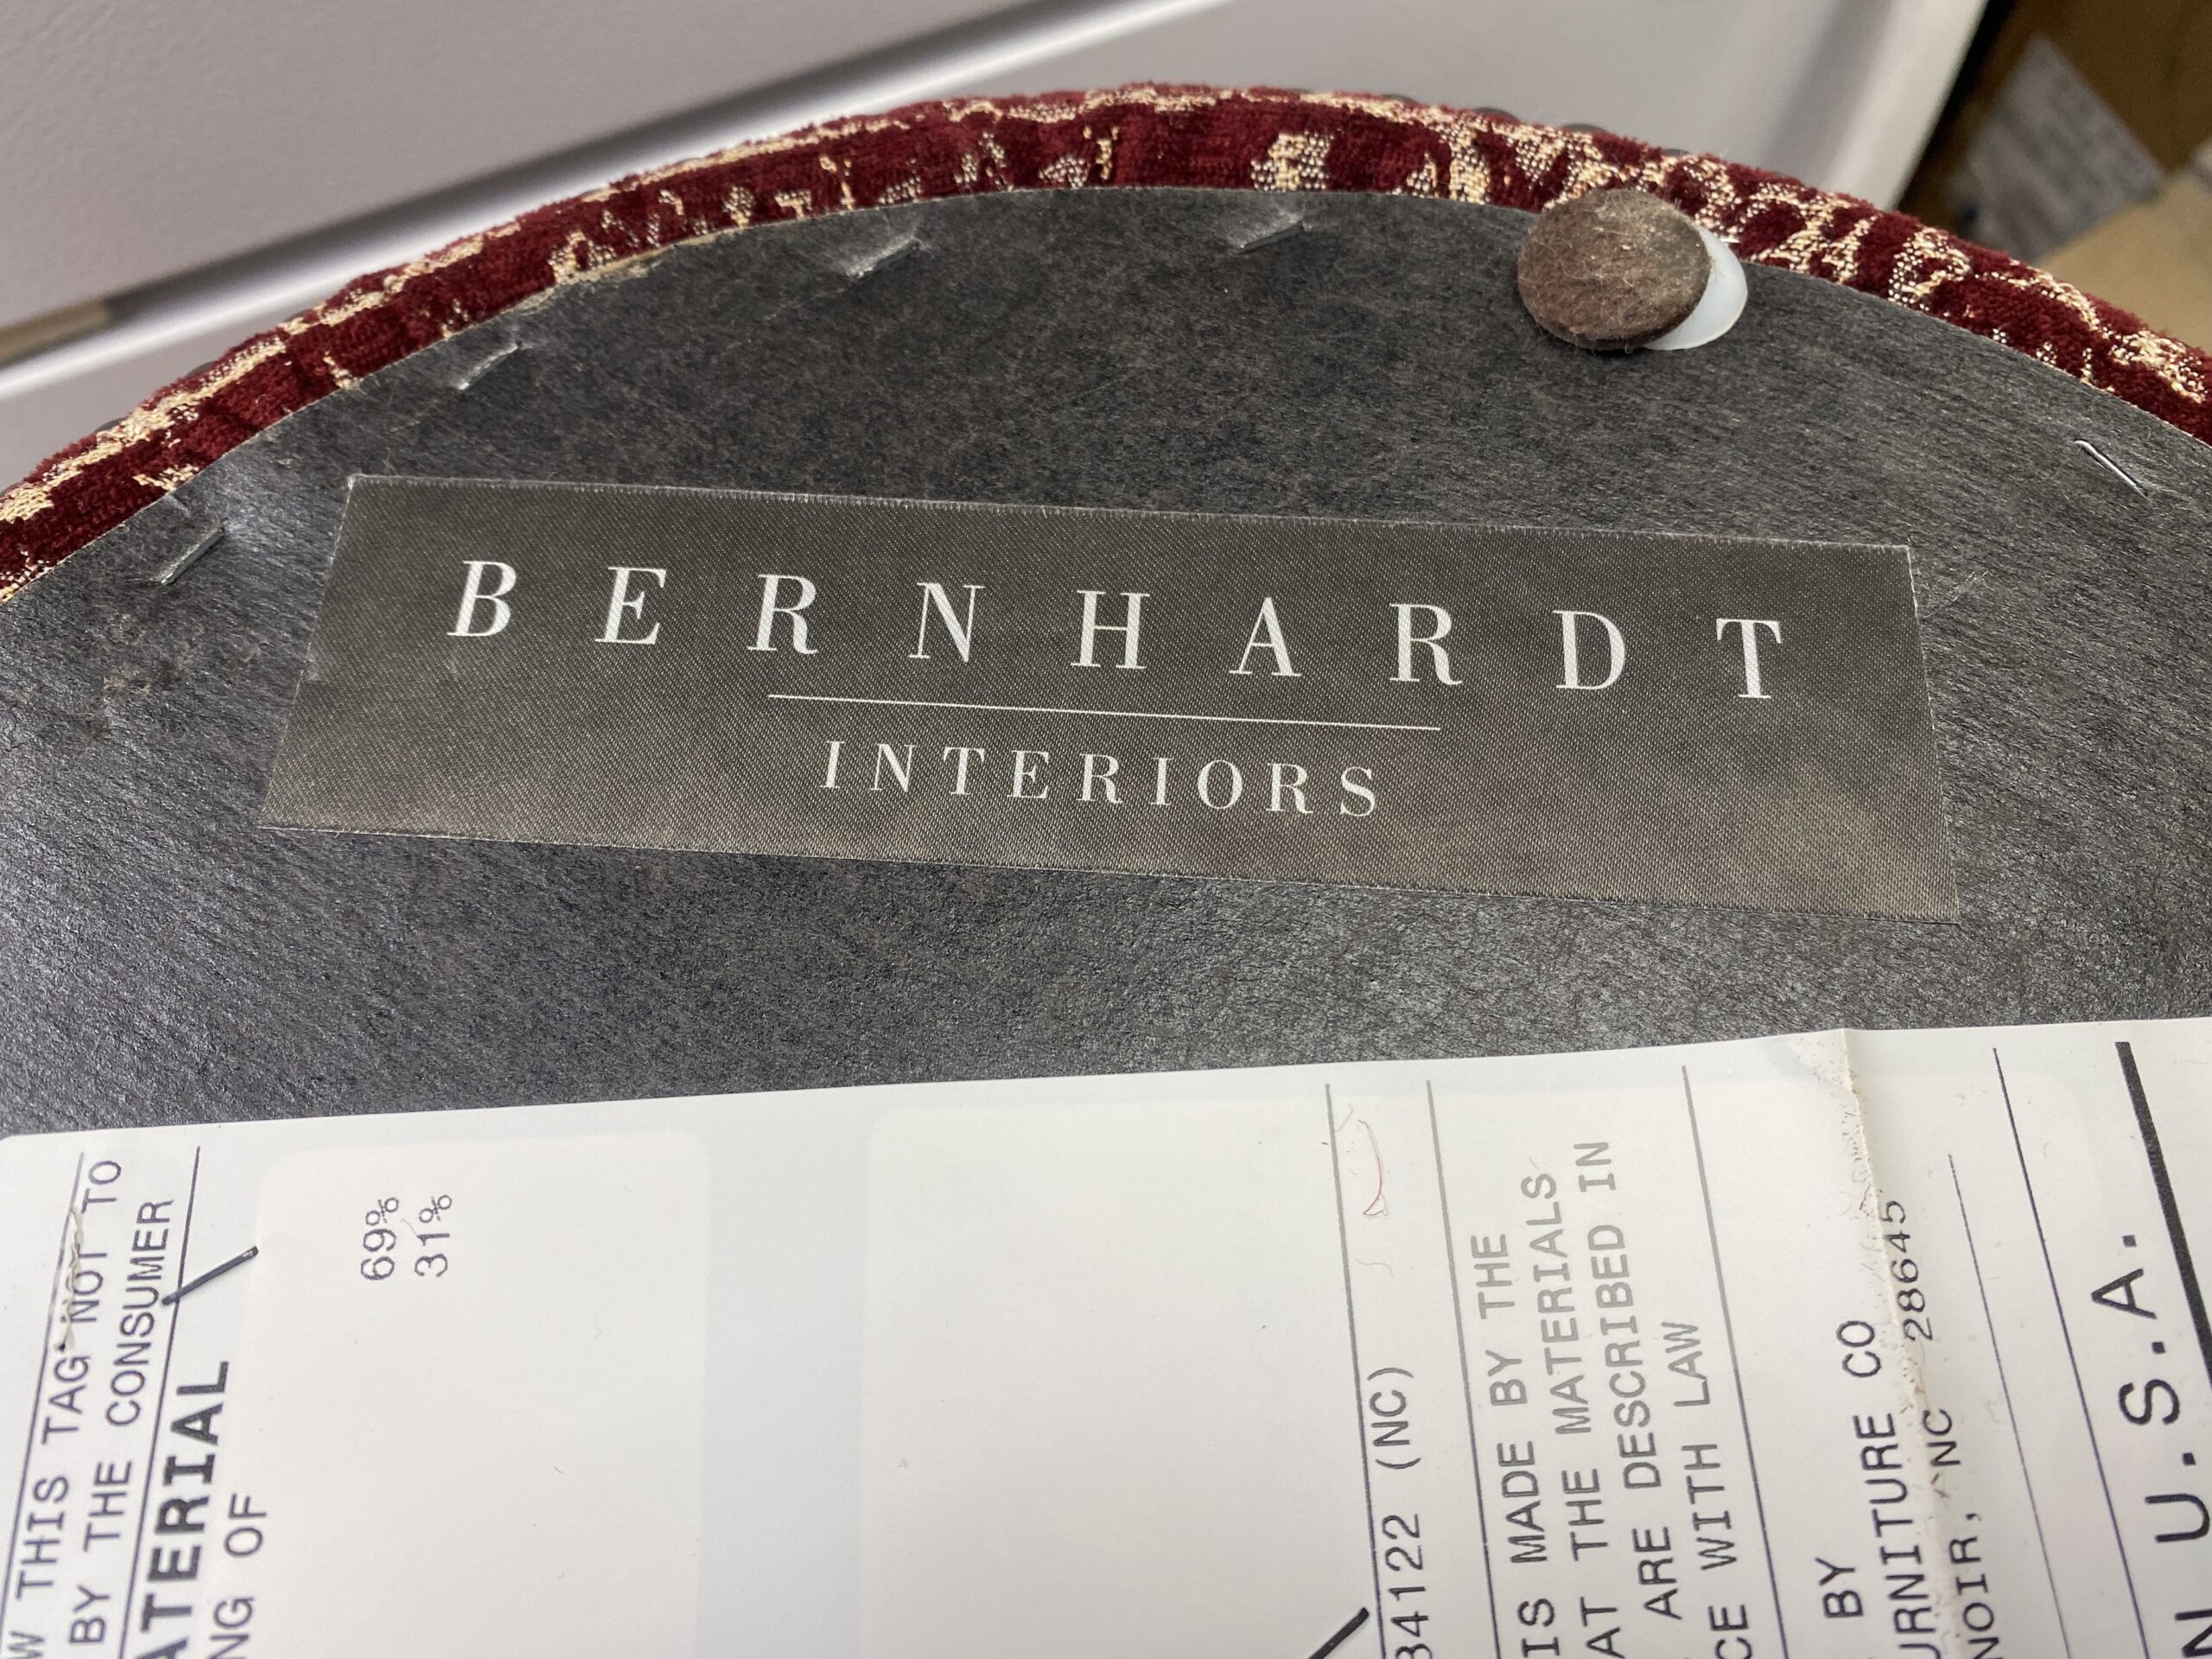 BERNHARDT
INTERIORS
THIS TAG NOT TO
BY THE CONSUMER
ATERIAL
NG OF
69%
31%
34122 (NC)
IS MADE BY THE
AT THE MATERIALS
ARE DESCRIBED IN
CE WITH LAW
BY
URNITURE CO
NOIR, NC 28645
N U.S.A.